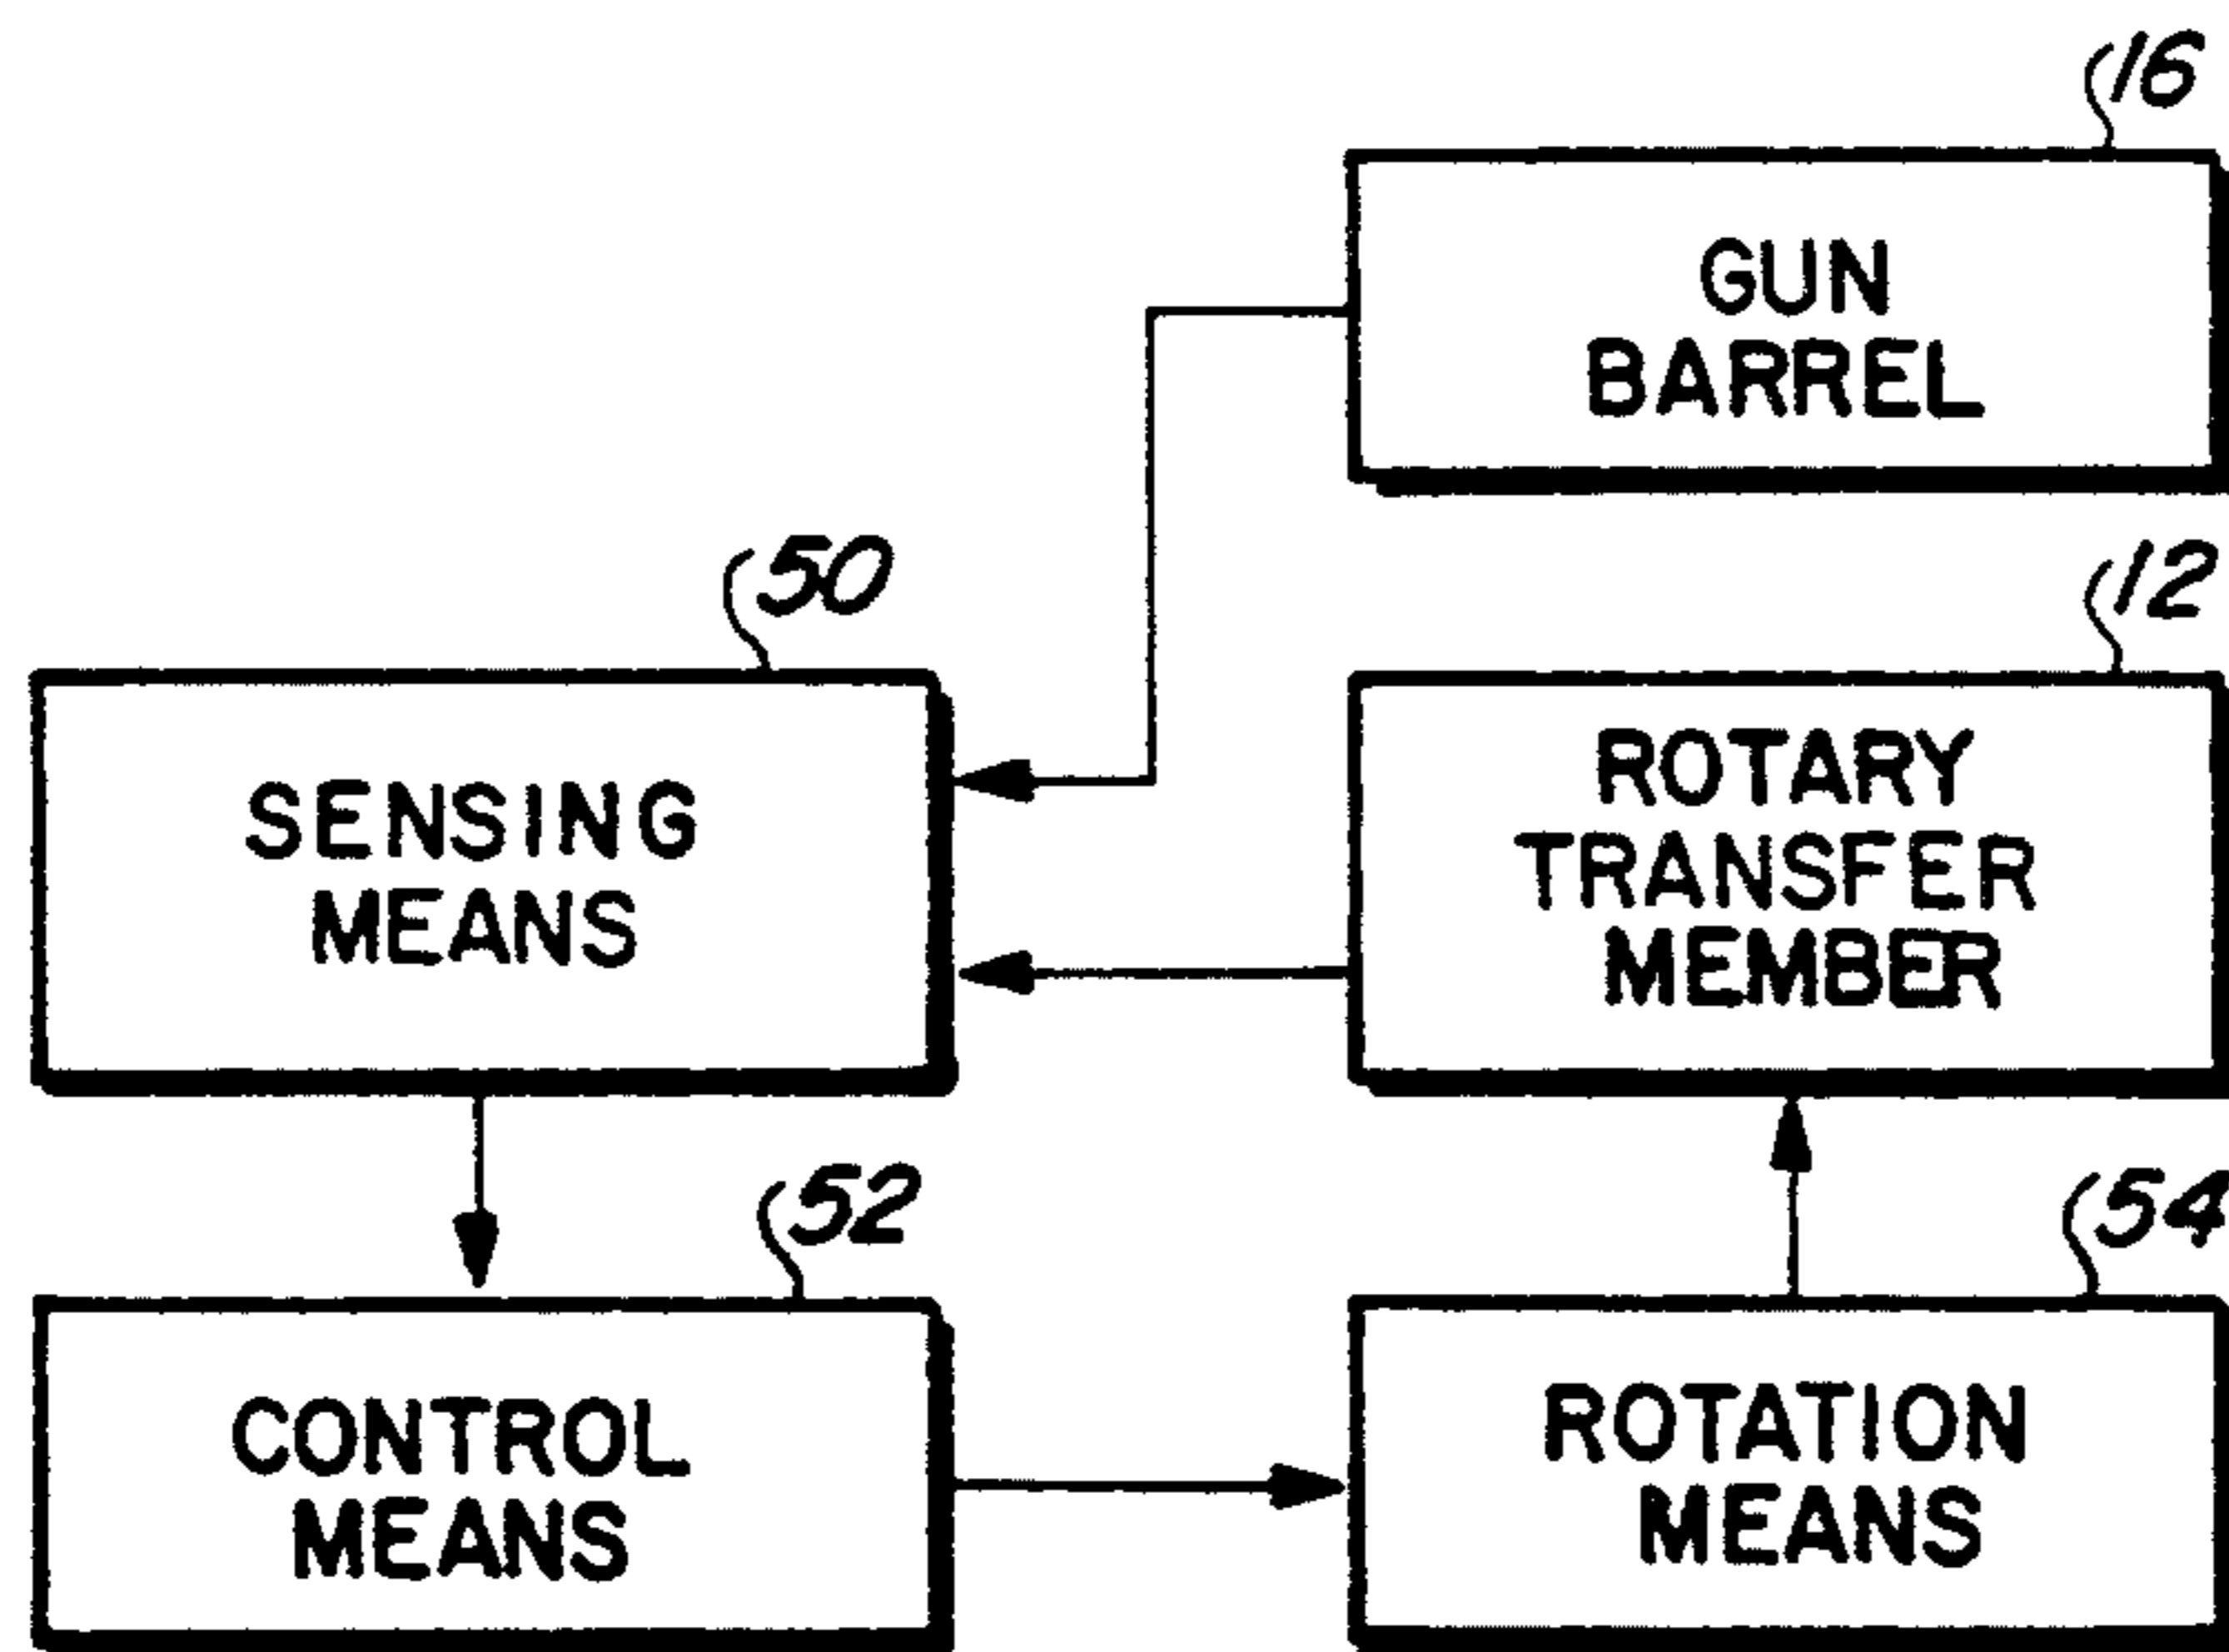 16
GUN
BARREL
50
12
SENSING
MEANS
ROTARY
TRANSFER
MEMBER
52
54
CONTROL
MEANS
ROTATION
MEANS